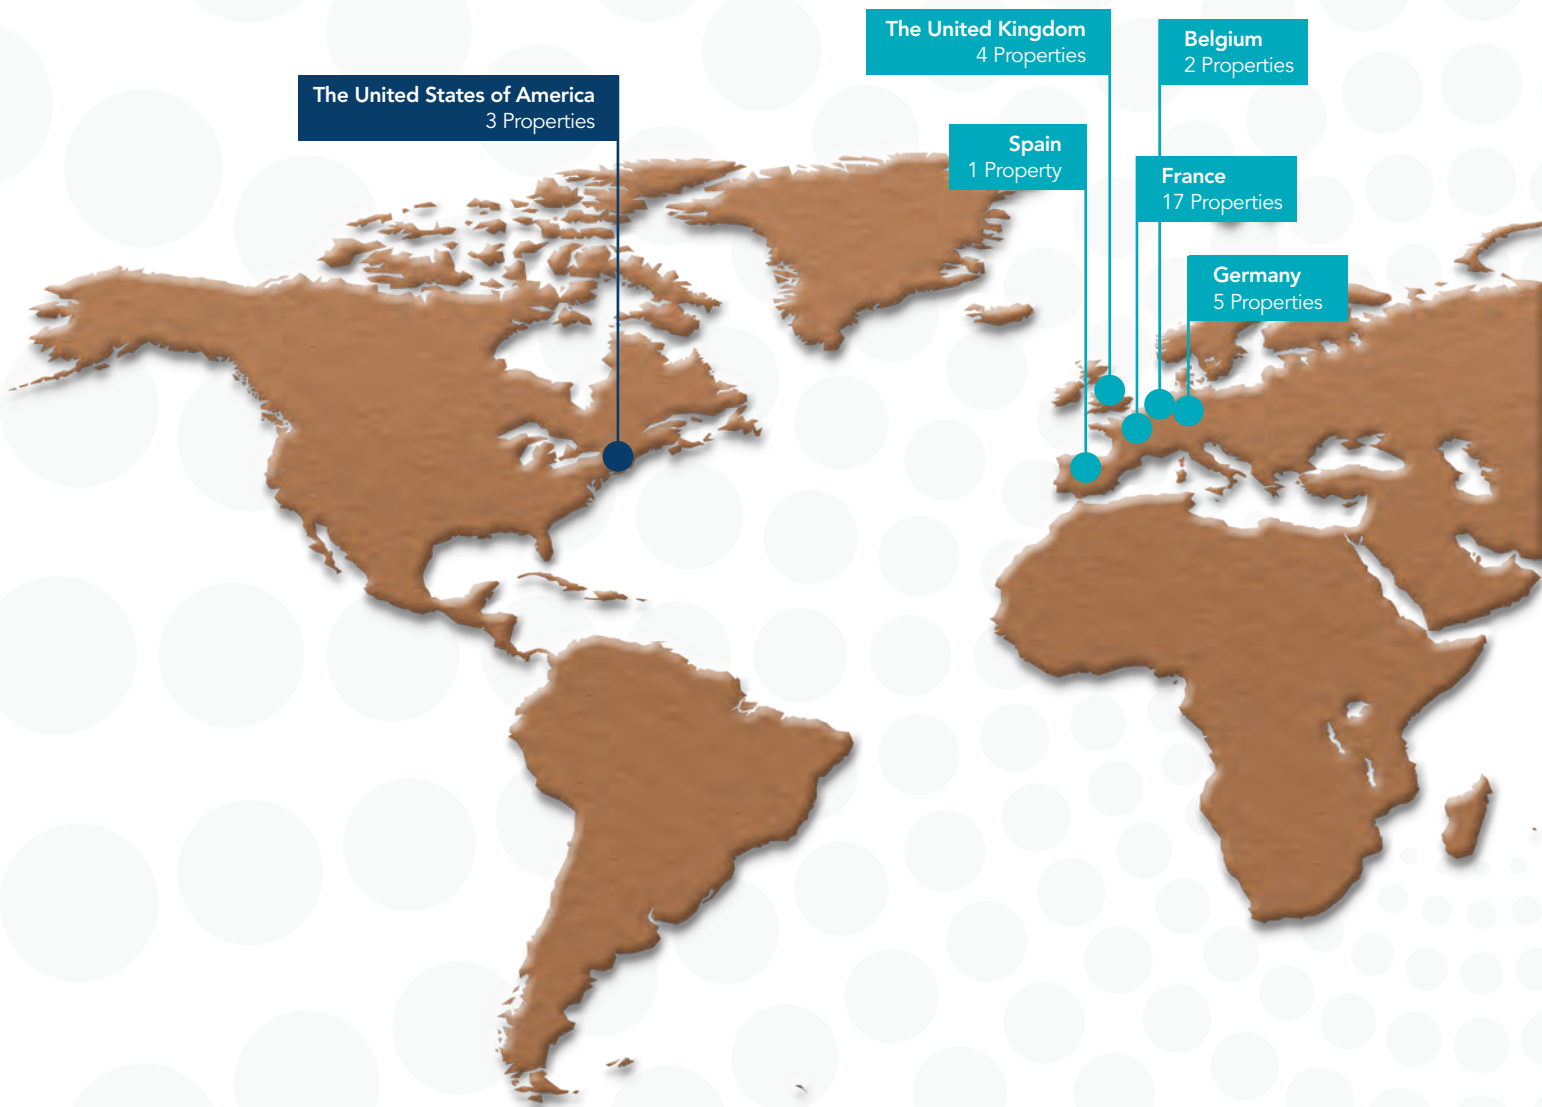 The United States of America
3 Properties
The United Kingdom
4 Properties
Belgium
2 Properties
Spain
1 Property
France
17 Properties
Germany
5 Properties